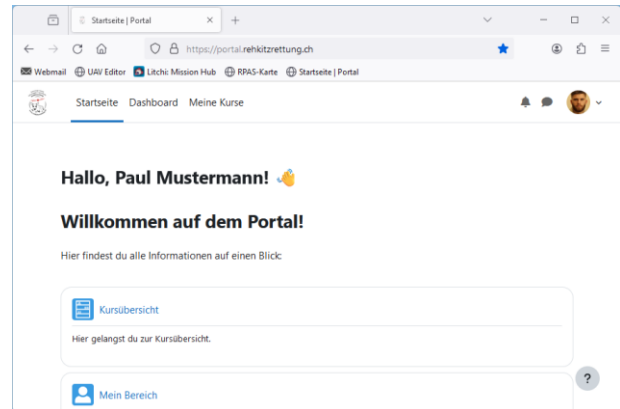 Startseite | Portal
https://portal.rehkitzrettung.ch
Webmail UAV Editor Litchi: Mission Hub RPAS-Karte Startseite | Portal
Startseite Dashboard Meine Kurse
Hallo, Paul Mustermann!
Willkommen auf dem Portal!
Hier findest du alle Informationen auf einen Blick:
Kursübersicht
Hier gelangst du zur Kursübersicht.
?
Mein Bereich